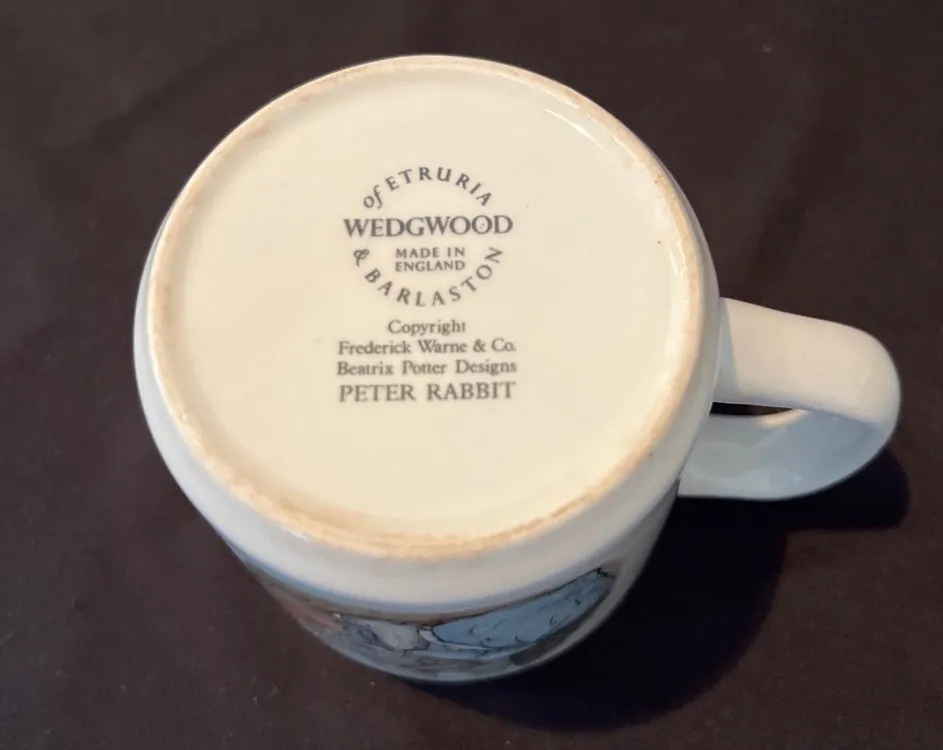 of ETRURIA
WEDGWOOD
MADE IN
ENGLAND
& BARLASTON
Copyright
Frederick Warne & Co.
Beatrix Potter Designs
PETER RABBIT